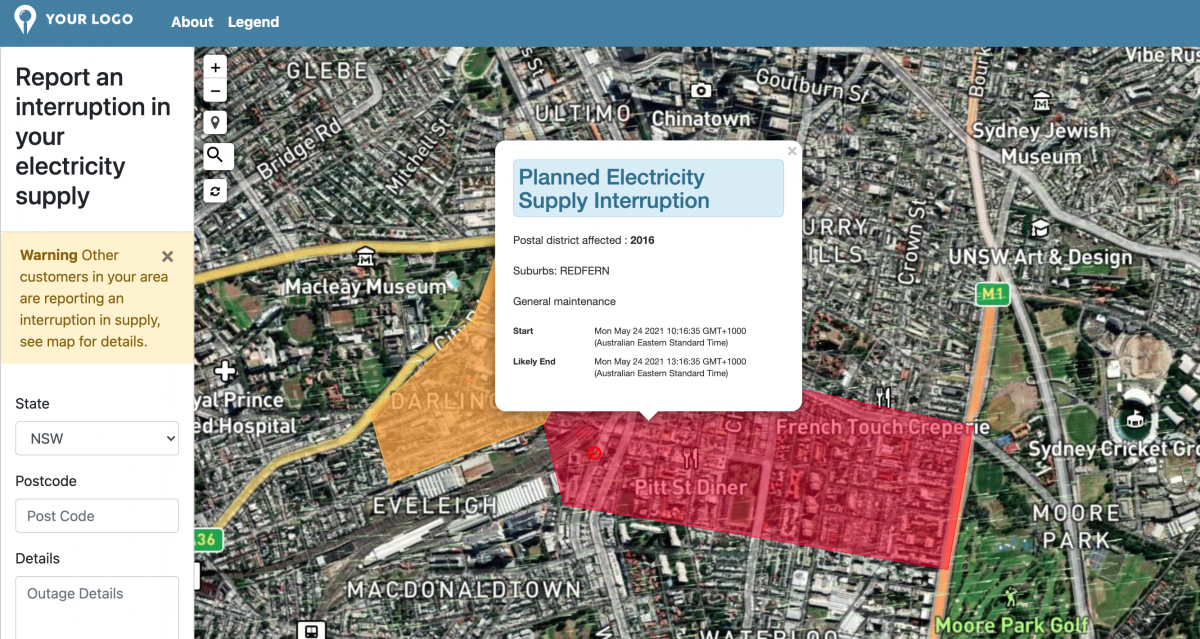 YOUR LOGO
About
Legend
Report an
interruption in
your
electricity
supply
Warning Other
customers in your area
are reporting an
interruption in supply,
see map for details.
State
NSW
Postcode
Post Code
Details
Outage Details
+
−
GLEBE
Bridge Rd
Mitchell St
ULTIMO
Goulburn St
Chinatown
Vibe Rus
Sydney Jewish
Museum
Crown St
UNSW Art & Design
M1
Macleay Museum
Planned Electricity
Supply Interruption
Postal district affected : 2016
Suburbs: REDFERN
General maintenance
Start
Mon May 24 2021 10:16:35 GMT+1000
(Australian Eastern Standard Time)
Likely End
Mon May 24 2021 13:16:35 GMT+1000
(Australian Eastern Standard Time)
URRY
ILLS
yal Prince
ed Hospital
DARLING
French Touch Creperie
Sydney Cricket Gro
Pitt St Diner
EVELEIGH
MOORE
PARK
36
MACDONALDTOWN
WATERLOO
Moore Park Golf